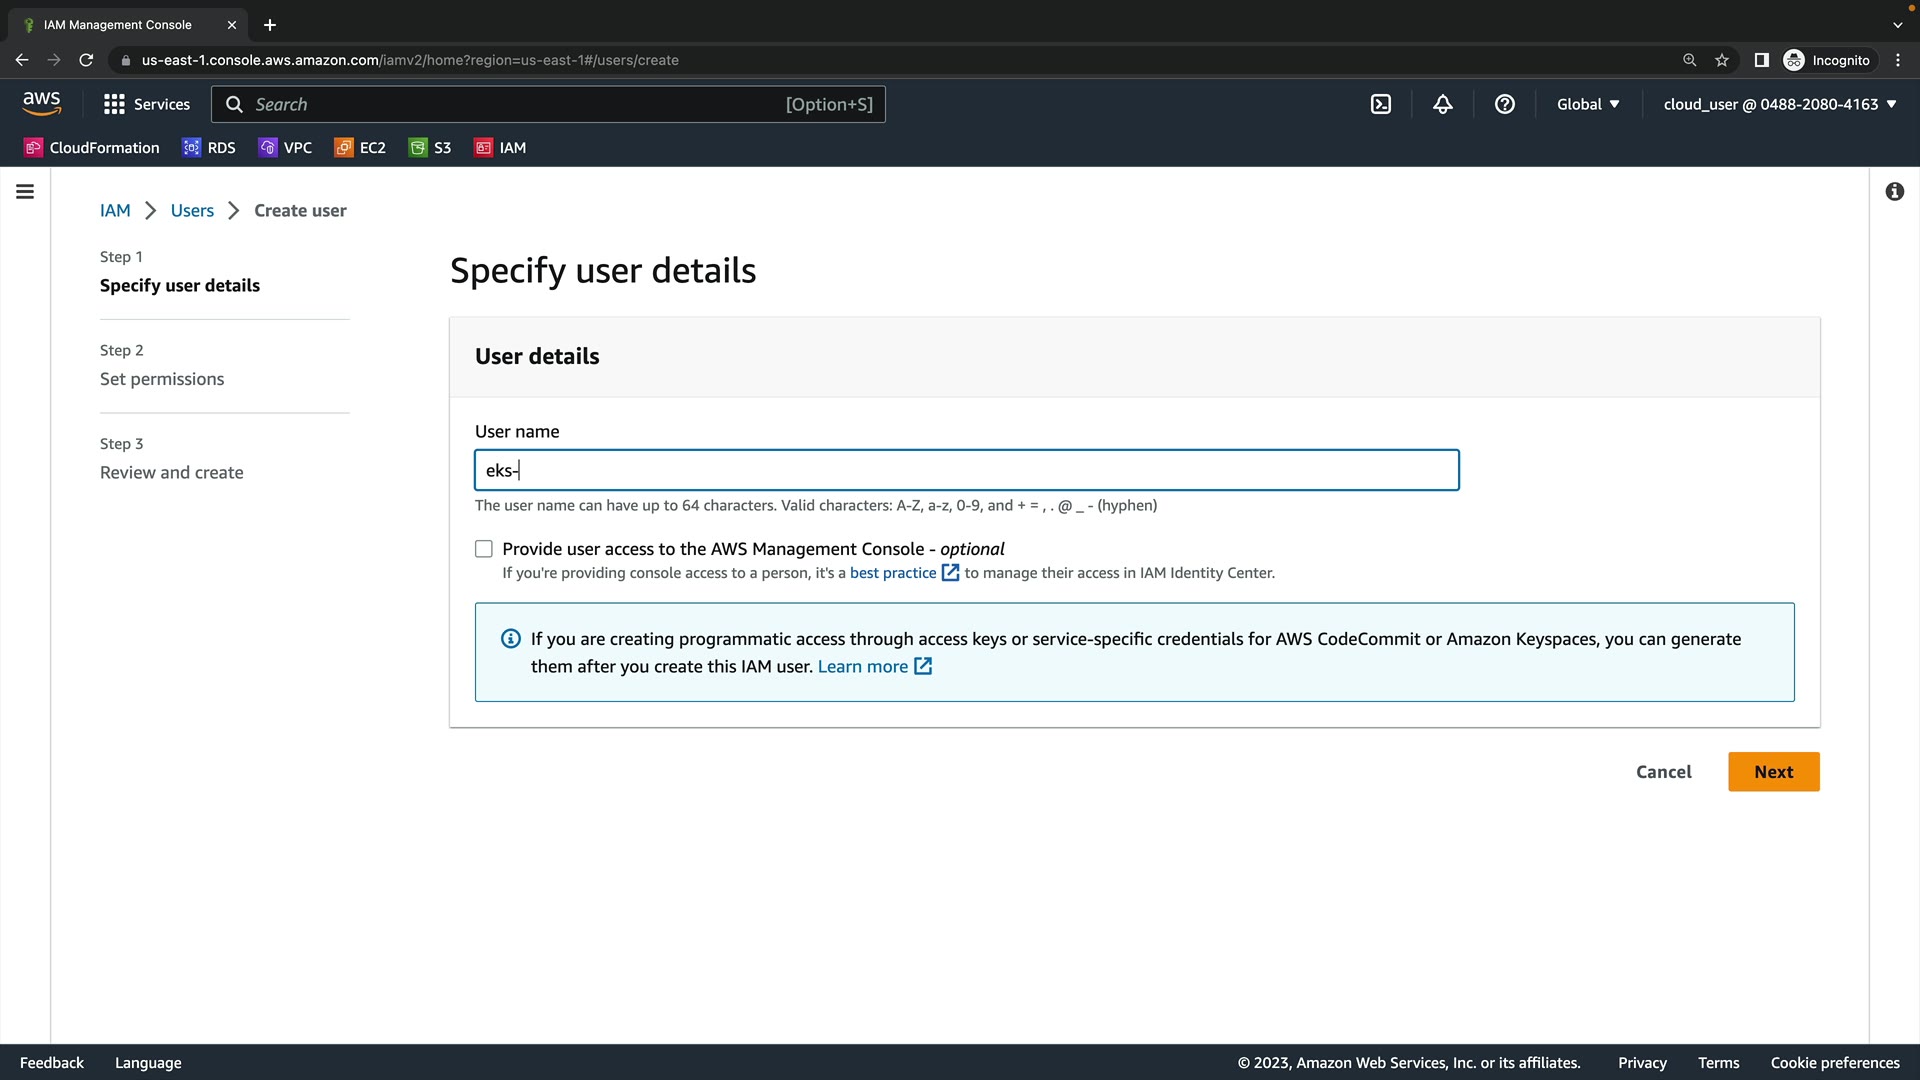 IAM Management Console
us-east-1.console.aws.amazon.com/iamv2/home?region=us-east-1#/users/create
Incognito
aws
Services
Search
[Option+S]
Global
cloud_user @ 0488-2080-4163
CloudFormation
RDS
VPC
EC2
S3
IAM
IAM
Users
Create user
Step 1
Specify user details
Step 2
Set permissions
Step 3
Review and create
Specify user details
User details
User name
eks-
The user name can have up to 64 characters. Valid characters: A-Z, a-z, 0-9, and + = , . @ _ - (hyphen)
Provide user access to the AWS Management Console - optional
If you're providing console access to a person, it's a best practice to manage their access in IAM Identity Center.
If you are creating programmatic access through access keys or service-specific credentials for AWS CodeCommit or Amazon Keyspaces, you can generate
them after you create this IAM user. Learn more
Cancel
Next
Feedback
Language
© 2023, Amazon Web Services, Inc. or its affiliates.
Privacy
Terms
Cookie preferences